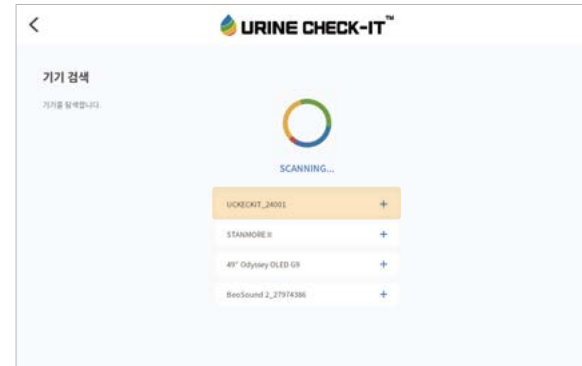 URINE CHECK-IT™
기기 검색
기기를 탐색합니다.
SCANNING...
UCKECKIT_24001
STANMORE II
49" Odyssey OLED G9
BeoSound 2_27974386